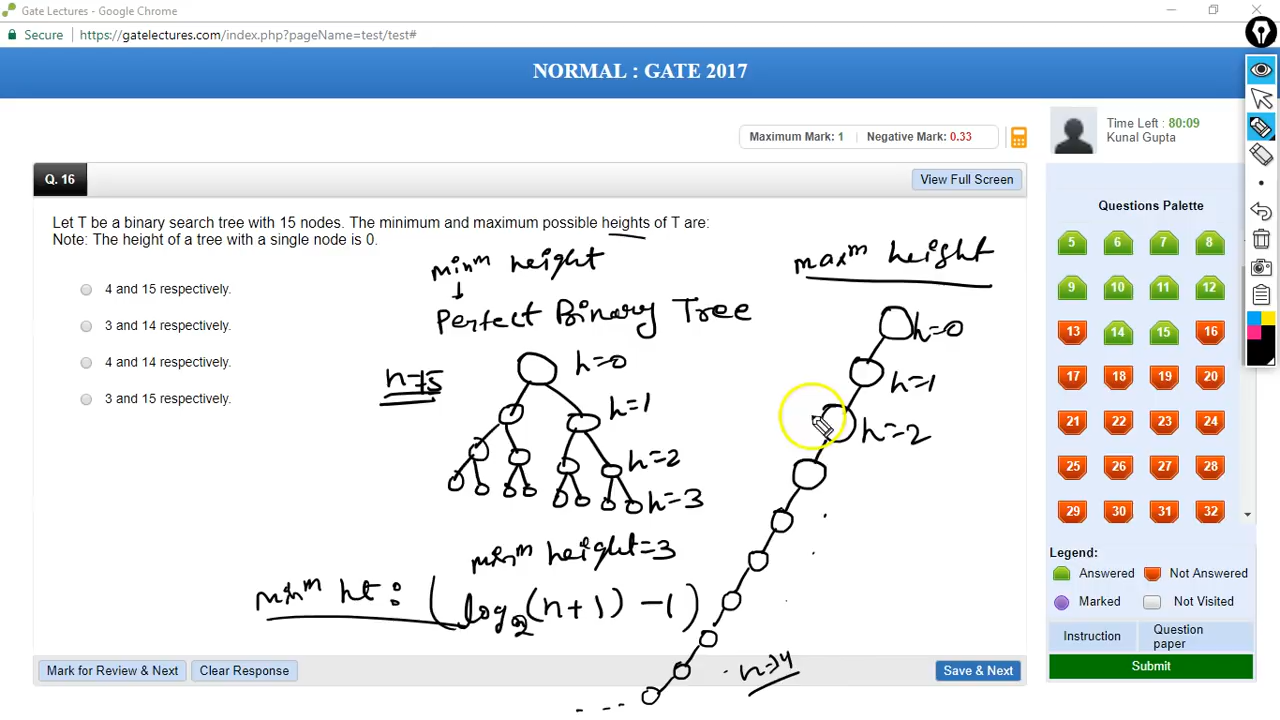 Gate Lectures - Google Chrome
Secure https://gatelectures.com/index.php?pageName=test/test#
NORMAL : GATE 2017
Maximum Mark: 1 | Negative Mark: 0.33
Time Left : 80:09
Kunal Gupta
Q. 16
View Full Screen
Let T be a binary search tree with 15 nodes. The minimum and maximum possible heights of T are:
Note: The height of a tree with a single node is 0.
4 and 15 respectively.
3 and 14 respectively.
4 and 14 respectively.
3 and 15 respectively.
minᵐ height
Perfect Binary Tree
n=15
h=0
h=1
h=2
h=3
minᵐ height=3
minᵐ ht : (log₂(n+1) -1)
maxᵐ height
h=0
h=1
h=2
. . .
Mark for Review & Next
Clear Response
Save & Next
Questions Palette
5 6 7 8
9 10 11 12
13 14 15 16
17 18 19 20
21 22 23 24
25 26 27 28
29 30 31 32
Legend:
Answered Not Answered
Marked Not Visited
Instruction
Question paper
Submit